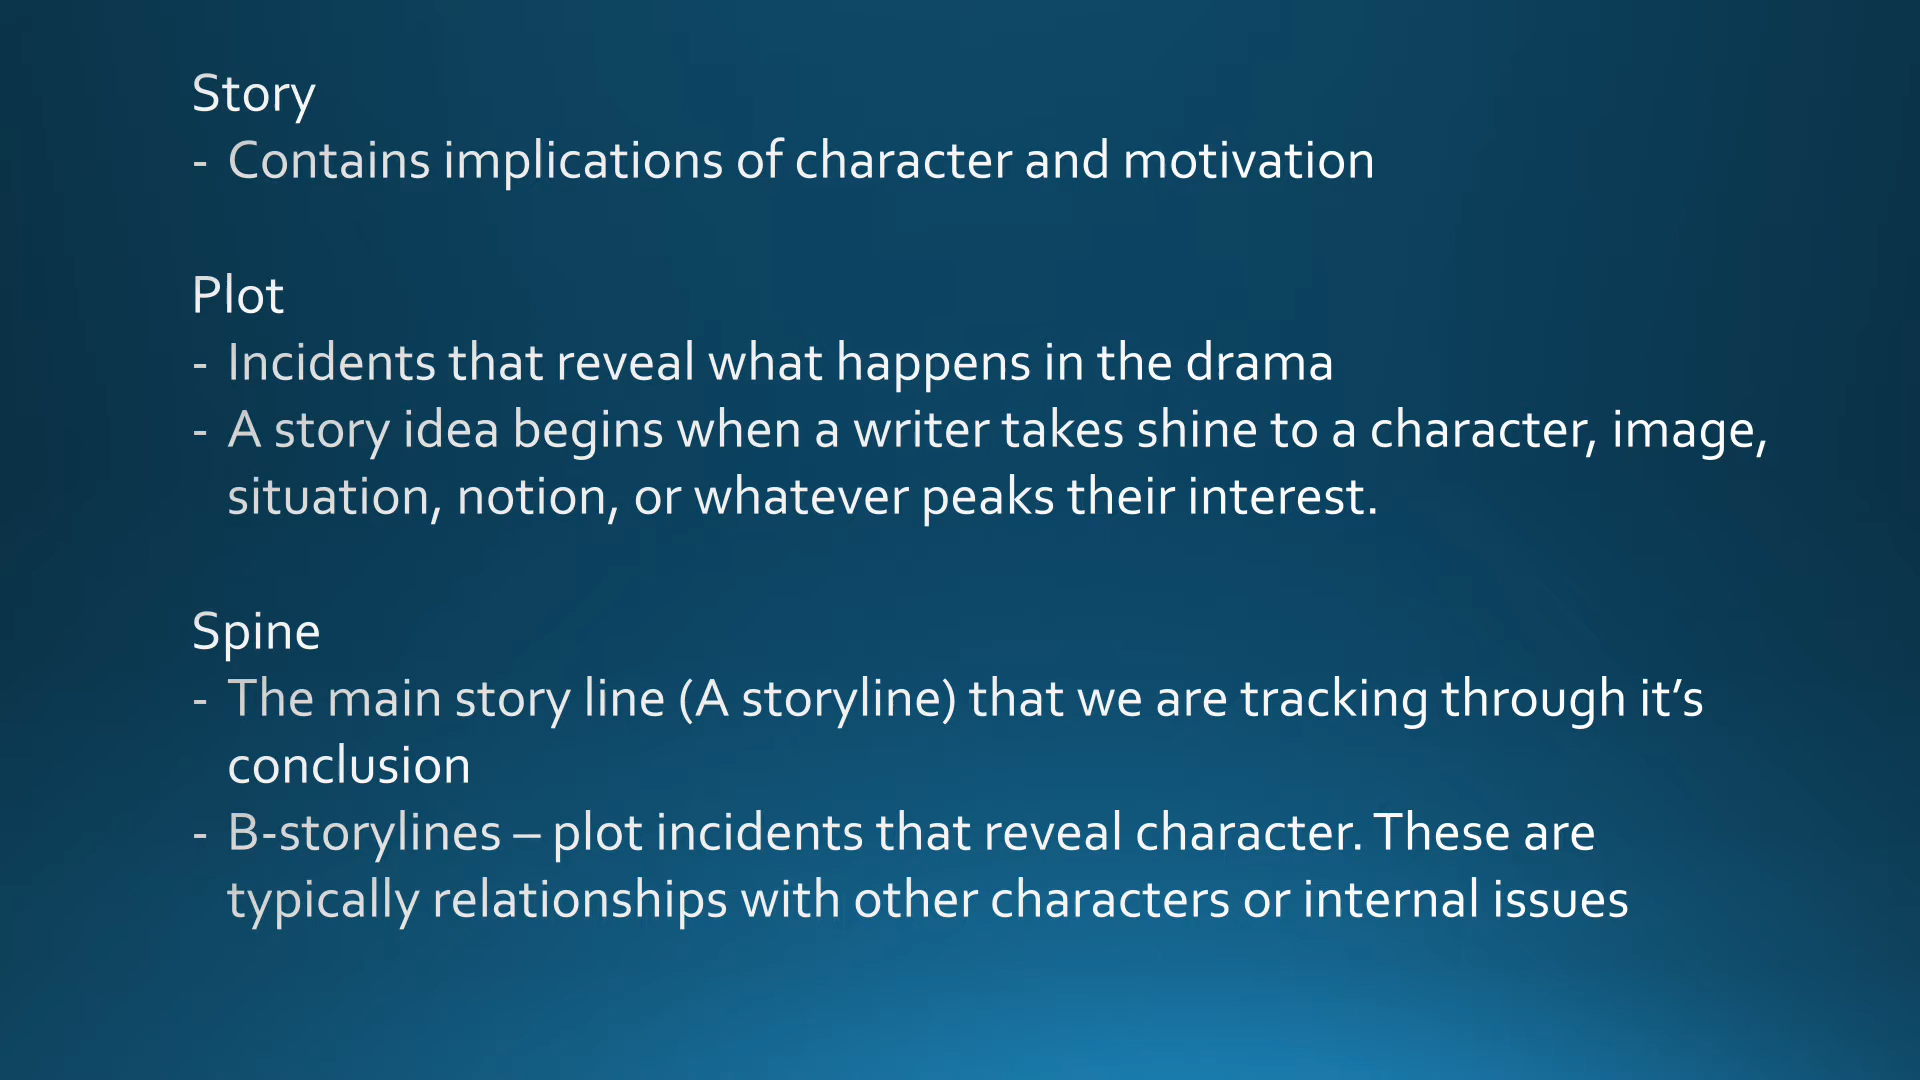 Story
- Contains implications of character and motivation
Plot
- Incidents that reveal what happens in the drama
- A story idea begins when a writer takes shine to a character, image,
situation, notion, or whatever peaks their interest.
Spine
- The main story line (A storyline) that we are tracking through it’s
conclusion
- B-storylines – plot incidents that reveal character. These are
typically relationships with other characters or internal issues